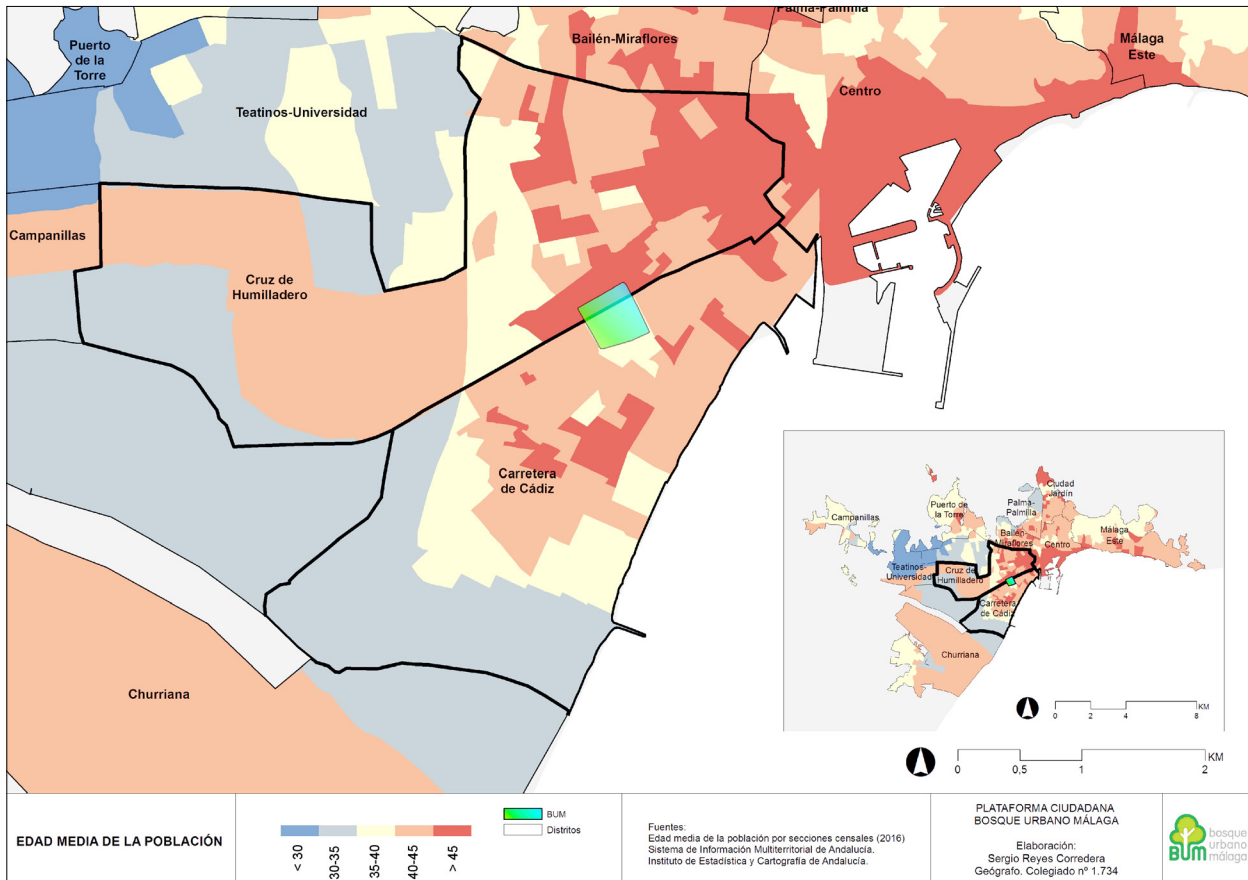 Palma-Palmilla
Puerto
de la
Torre
Bailén-Miraflores
Málaga
Este
Centro
Teatinos-Universidad
Campanillas
Cruz de
Humilladero
Carretera
de Cádiz
Churriana
Campanillas
Puerto de
la Torre
Palma-
Palmilla
Ciudad
Jardín
Bailén-
Miraflores
Centro
Málaga
Este
Teatinos-
Universidad
Cruz de
Humilladero
Carretera
de Cádiz
Churriana
0 2 4 8 KM
0 0,5 1 2 KM
EDAD MEDIA DE LA POBLACIÓN
< 30
30-35
35-40
40-45
> 45
BUM
Distritos
Fuentes:
Edad media de la población por secciones censales (2016)
Sistema de Información Multiterritorial de Andalucía.
Instituto de Estadística y Cartografía de Andalucía.
PLATAFORMA CIUDADANA
BOSQUE URBANO MÁLAGA
Elaboración:
Sergio Reyes Corredera
Geógrafo. Colegiado nº 1.734
BUM
bosque
urbano
málaga